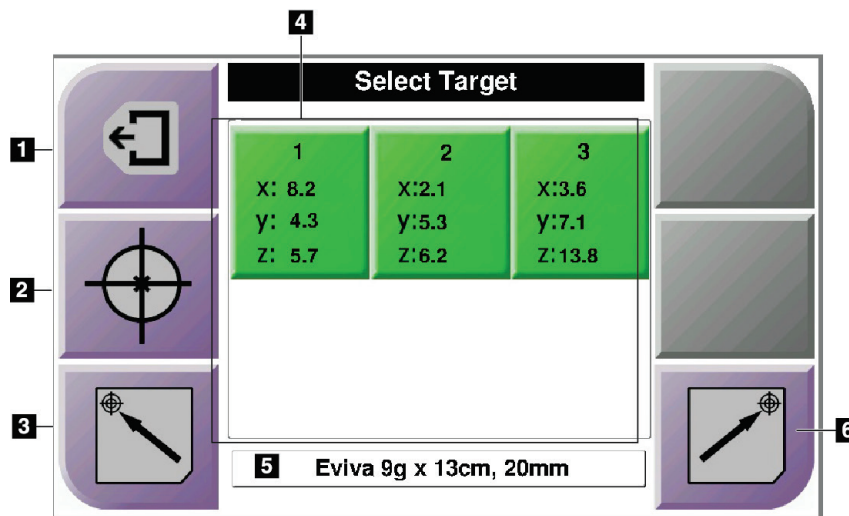 4
Select Target
1
1 2 3
x: 8.2 x:2.1 x:3.6
y: 4.3 y:5.3 y:7.1
z: 5.7 z:6.2 z:13.8
2
3
6
5 Eviva 9g x 13cm, 20mm